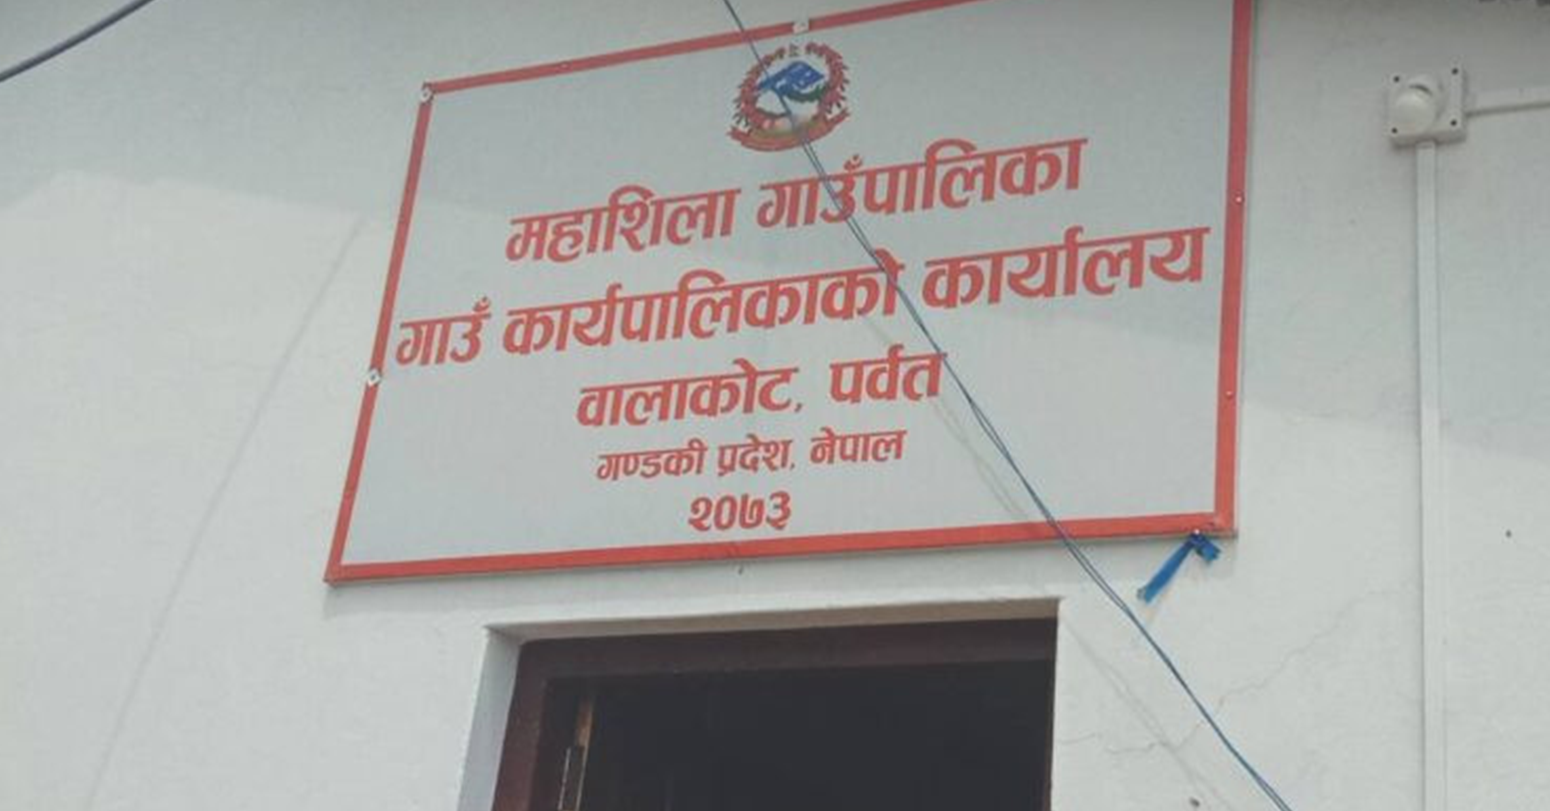 महाशिला गाउँपालिका
गाउँ कार्यपालिकाको कार्यालय
वालाकोट, पर्वत
गण्डकी प्रदेश, नेपाल
२०७३